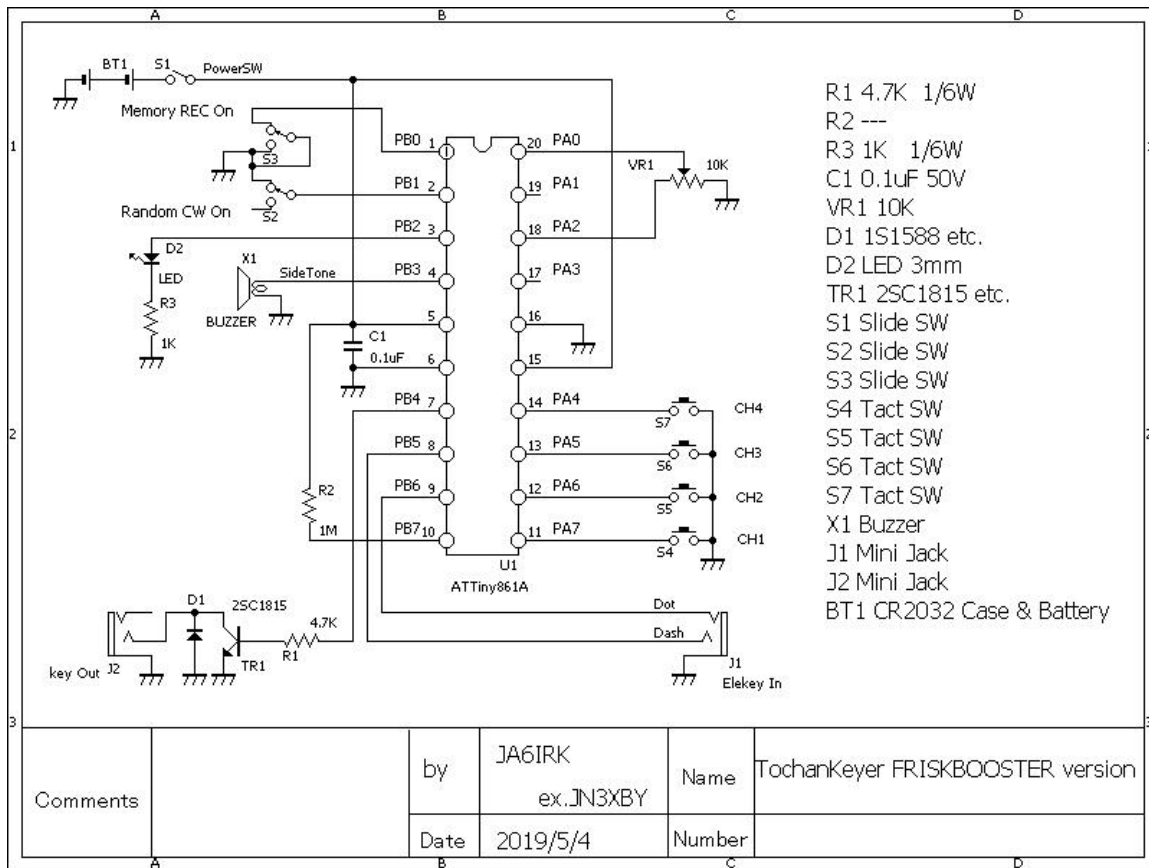 A B C D
1
2
3
BT1 S1 PowerSW
Memory REC On
S3
Random CW On
S2
D2
LED
R3
1K
X1
SideTone
BUZZER
C1
0.1uF
R2
1M
PB0 1
PB1 2
PB2 3
PB3 4
5
6
PB4 7
PB5 8
PB6 9
PB7 10
20 PA0
19 PA1
18 PA2
17 PA3
16
15
14 PA4
13 PA5
12 PA6
11 PA7
U1
ATTiny861A
VR1 10K
S7 CH4
S6 CH3
S5 CH2
S4 CH1
D1 2SC1815
4.7K
R1
TR1
key Out J2
Dot
Dash
J1
Elekey In
R1 4.7K 1/6W
R2 ---
R3 1K 1/6W
C1 0.1uF 50V
VR1 10K
D1 1S1588 etc.
D2 LED 3mm
TR1 2SC1815 etc.
S1 Slide SW
S2 Slide SW
S3 Slide SW
S4 Tact SW
S5 Tact SW
S6 Tact SW
S7 Tact SW
X1 Buzzer
J1 Mini Jack
J2 Mini Jack
BT1 CR2032 Case & Battery
1
2
3
Comments
by JA6IRK
ex.JN3XBY
Date 2019/5/4
Name TochanKeyer FRISKBOOSTER version
Number
A B C D